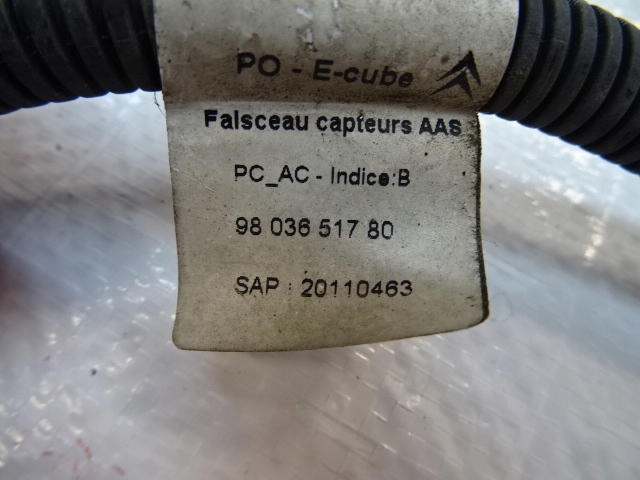 PO - E-cube
Faisceau capteurs AAS
PC_AC - Indice:B
98 036 517 80
SAP : 20110463